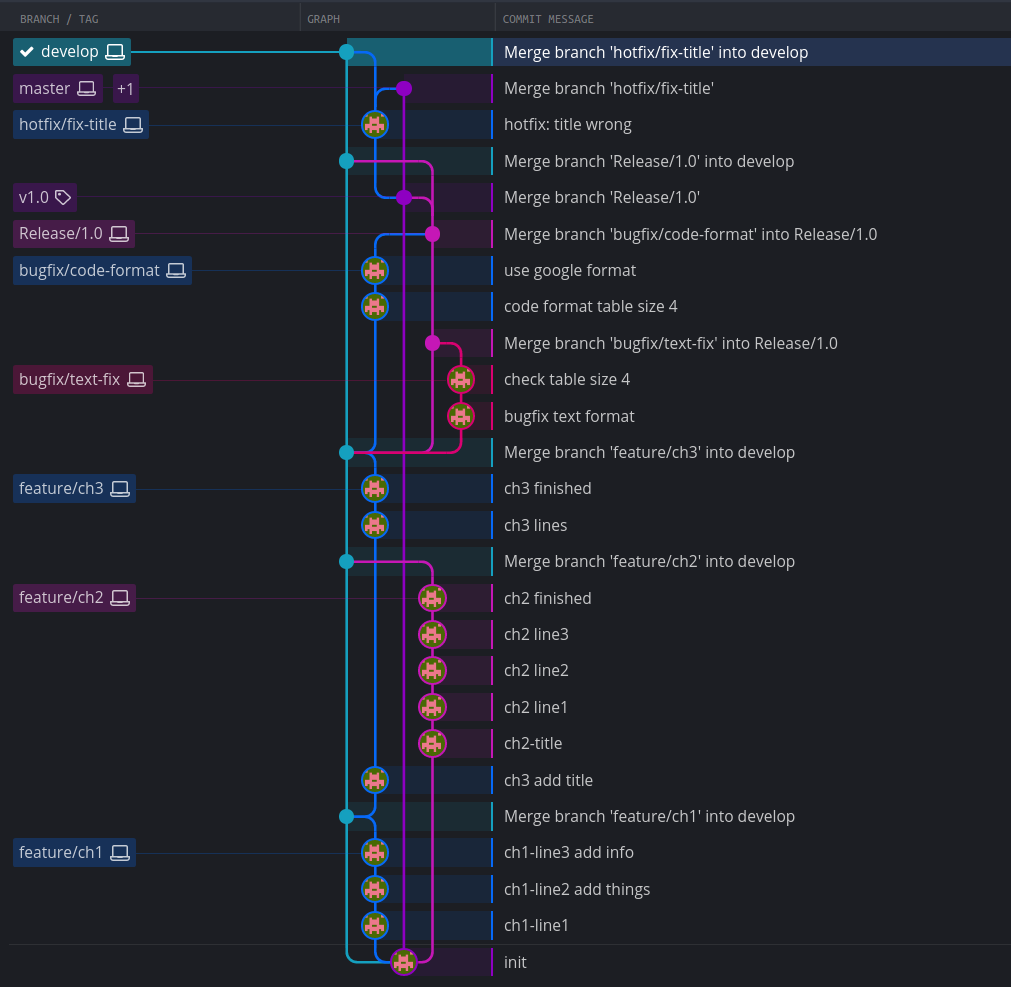 BRANCH / TAG GRAPH COMMIT MESSAGE
develop Merge branch 'hotfix/fix-title' into develop
master +1 Merge branch 'hotfix/fix-title'
hotfix/fix-title hotfix: title wrong
Merge branch 'Release/1.0' into develop
v1.0 Merge branch 'Release/1.0'
Release/1.0 Merge branch 'bugfix/code-format' into Release/1.0
bugfix/code-format use google format
code format table size 4
Merge branch 'bugfix/text-fix' into Release/1.0
bugfix/text-fix check table size 4
bugfix text format
Merge branch 'feature/ch3' into develop
feature/ch3 ch3 finished
ch3 lines
Merge branch 'feature/ch2' into develop
feature/ch2 ch2 finished
ch2 line3
ch2 line2
ch2 line1
ch2-title
ch3 add title
Merge branch 'feature/ch1' into develop
feature/ch1 ch1-line3 add info
ch1-line2 add things
ch1-line1
init